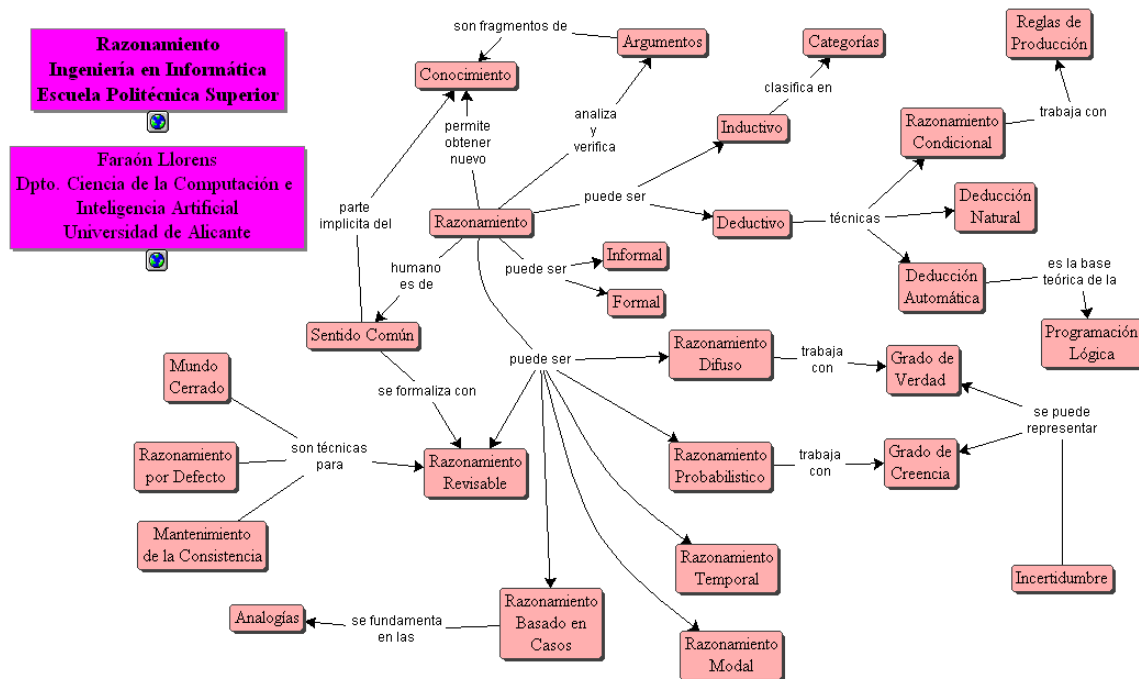 Razonamiento
Ingeniería en Informática
Escuela Politécnica Superior
Faraón Llorens
Dpto. Ciencia de la Computación e
Inteligencia Artificial
Universidad de Alicante
son fragmentos de
Argumentos
Conocimiento
Categorías
clasifica en
Inductivo
Reglas de
Producción
trabaja con
Razonamiento
Condicional
permite
obtener
nuevo
analiza
y
verifica
parte
implicita del
Razonamiento
puede ser
Deductivo
técnicas
Deducción
Natural
Deducción
Automática
es la base
teórica de la
Programación
Lógica
humano
es de
puede ser
Informal
Formal
Sentido Común
se formaliza con
puede ser
Razonamiento
Difuso
trabaja
con
Grado de
Verdad
se puede
representar
Mundo
Cerrado
Razonamiento
por Defecto
son técnicas
para
Razonamiento
Revisable
Razonamiento
Probabilistico
trabaja
con
Grado de
Creencia
Mantenimiento
de la Consistencia
Razonamiento
Temporal
Incertidumbre
Analogías
se fundamenta
en las
Razonamiento
Basado en
Casos
Razonamiento
Modal